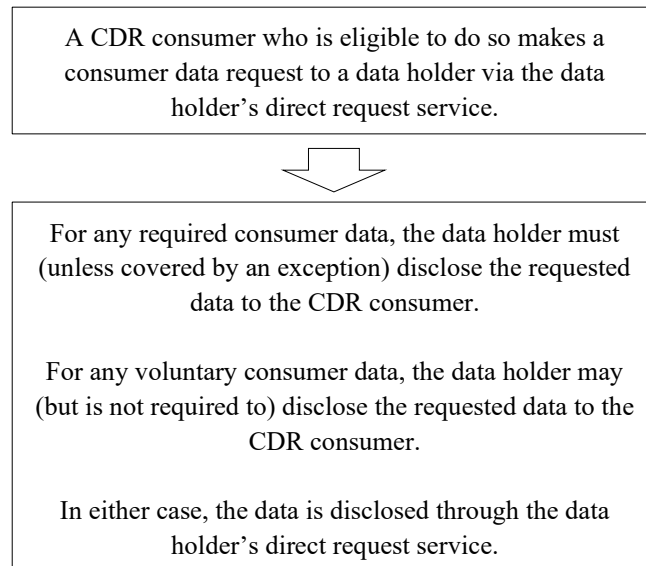 A CDR consumer who is eligible to do so makes a
consumer data request to a data holder via the data
holder’s direct request service.
For any required consumer data, the data holder must
(unless covered by an exception) disclose the requested
data to the CDR consumer.
For any voluntary consumer data, the data holder may
(but is not required to) disclose the requested data to the
CDR consumer.
In either case, the data is disclosed through the data
holder’s direct request service.